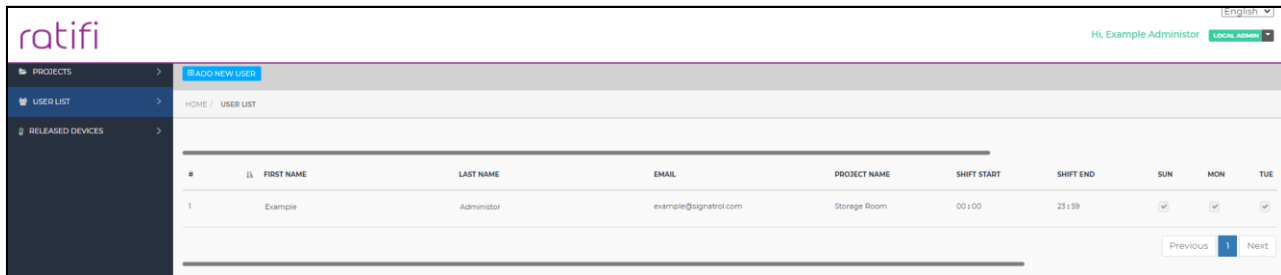 English
ratifi
Hi, Example Administor LOCAL ADMIN
PROJECTS
ADD NEW USER
USER LIST
HOME / USER LIST
RELEASED DEVICES
# FIRST NAME LAST NAME EMAIL PROJECT NAME SHIFT START SHIFT END SUN MON TUE
1 Example Administor example@signatrol.com Storage Room 00:00 23:59
Previous 1 Next